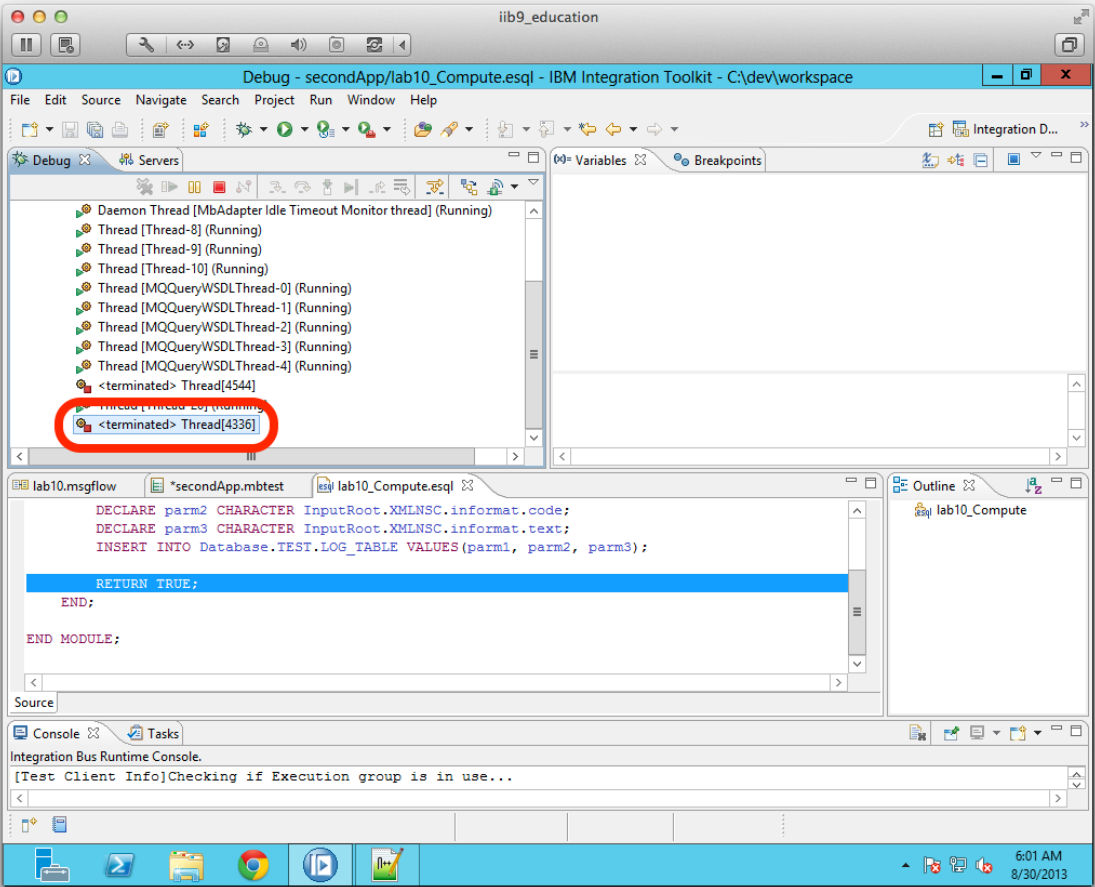 iib9_education
Debug - secondApp/lab10_Compute.esql - IBM Integration Toolkit - C:\dev\workspace
File Edit Source Navigate Search Project Run Window Help
Integration D...
Debug Servers
Daemon Thread [MbAdapter Idle Timeout Monitor thread] (Running)
Thread [Thread-8] (Running)
Thread [Thread-9] (Running)
Thread [Thread-10] (Running)
Thread [MQQueryWSDLThread-0] (Running)
Thread [MQQueryWSDLThread-1] (Running)
Thread [MQQueryWSDLThread-2] (Running)
Thread [MQQueryWSDLThread-3] (Running)
Thread [MQQueryWSDLThread-4] (Running)
<terminated> Thread[4544]
Thread [Thread-20] (Running)
<terminated> Thread[4336]
(x)= Variables Breakpoints
lab10.msgflow *secondApp.mbtest lab10_Compute.esql
DECLARE parm2 CHARACTER InputRoot.XMLNSC.informat.code;
DECLARE parm3 CHARACTER InputRoot.XMLNSC.informat.text;
INSERT INTO Database.TEST.LOG_TABLE VALUES(parm1, parm2, parm3);
RETURN TRUE;
END;
END MODULE;
Source
Outline
lab10_Compute
Console Tasks
Integration Bus Runtime Console.
[Test Client Info]Checking if Execution group is in use...
6:01 AM
8/30/2013